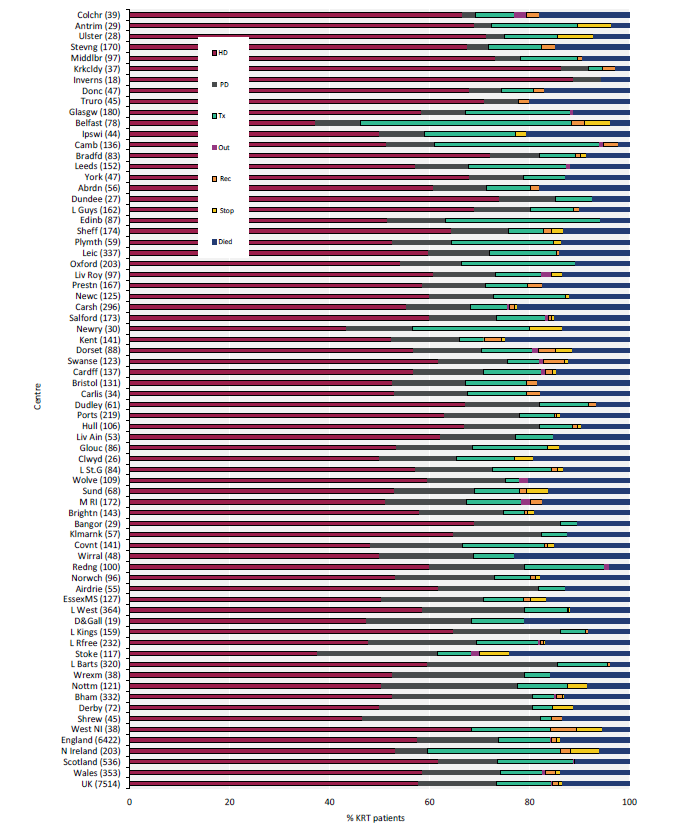 Colchr (39)
Antrim (29)
Ulster (28)
Stevng (170)
Middlbr (97)
Krkcldy (37)
Inverns (18)
Donc (47)
Truro (45)
Glasgw (180)
Belfast (78)
Ipswi (44)
Camb (136)
Bradfd (83)
Leeds (152)
York (47)
Abrdn (56)
Dundee (27)
L Guys (162)
Edinb (87)
Sheff (174)
Plymth (59)
Leic (337)
Oxford (203)
Liv Roy (97)
Prestn (167)
Newc (125)
Carsh (296)
Salford (173)
Newry (30)
Kent (141)
Dorset (88)
Swanse (123)
Cardff (137)
Bristol (131)
Carlis (34)
Dudley (61)
Ports (219)
Hull (106)
Liv Ain (53)
Glouc (86)
Clwyd (26)
L St.G (84)
Wolve (109)
Sund (68)
M RI (172)
Brightn (143)
Bangor (29)
Klmarnk (57)
Covnt (141)
Wirral (48)
Redng (100)
Norwch (96)
Airdrie (55)
EssexMS (127)
L West (364)
D&Gall (19)
L Kings (159)
L Rfree (232)
Stoke (117)
L Barts (320)
Wrexm (38)
Nottm (121)
Bham (332)
Derby (72)
Shrew (45)
West NI (38)
England (6422)
N Ireland (203)
Scotland (536)
Wales (353)
UK (7514)
Centre
HD
PD
Tx
Out
Rec
Stop
Died
0 20 40 60 80 100
% KRT patients